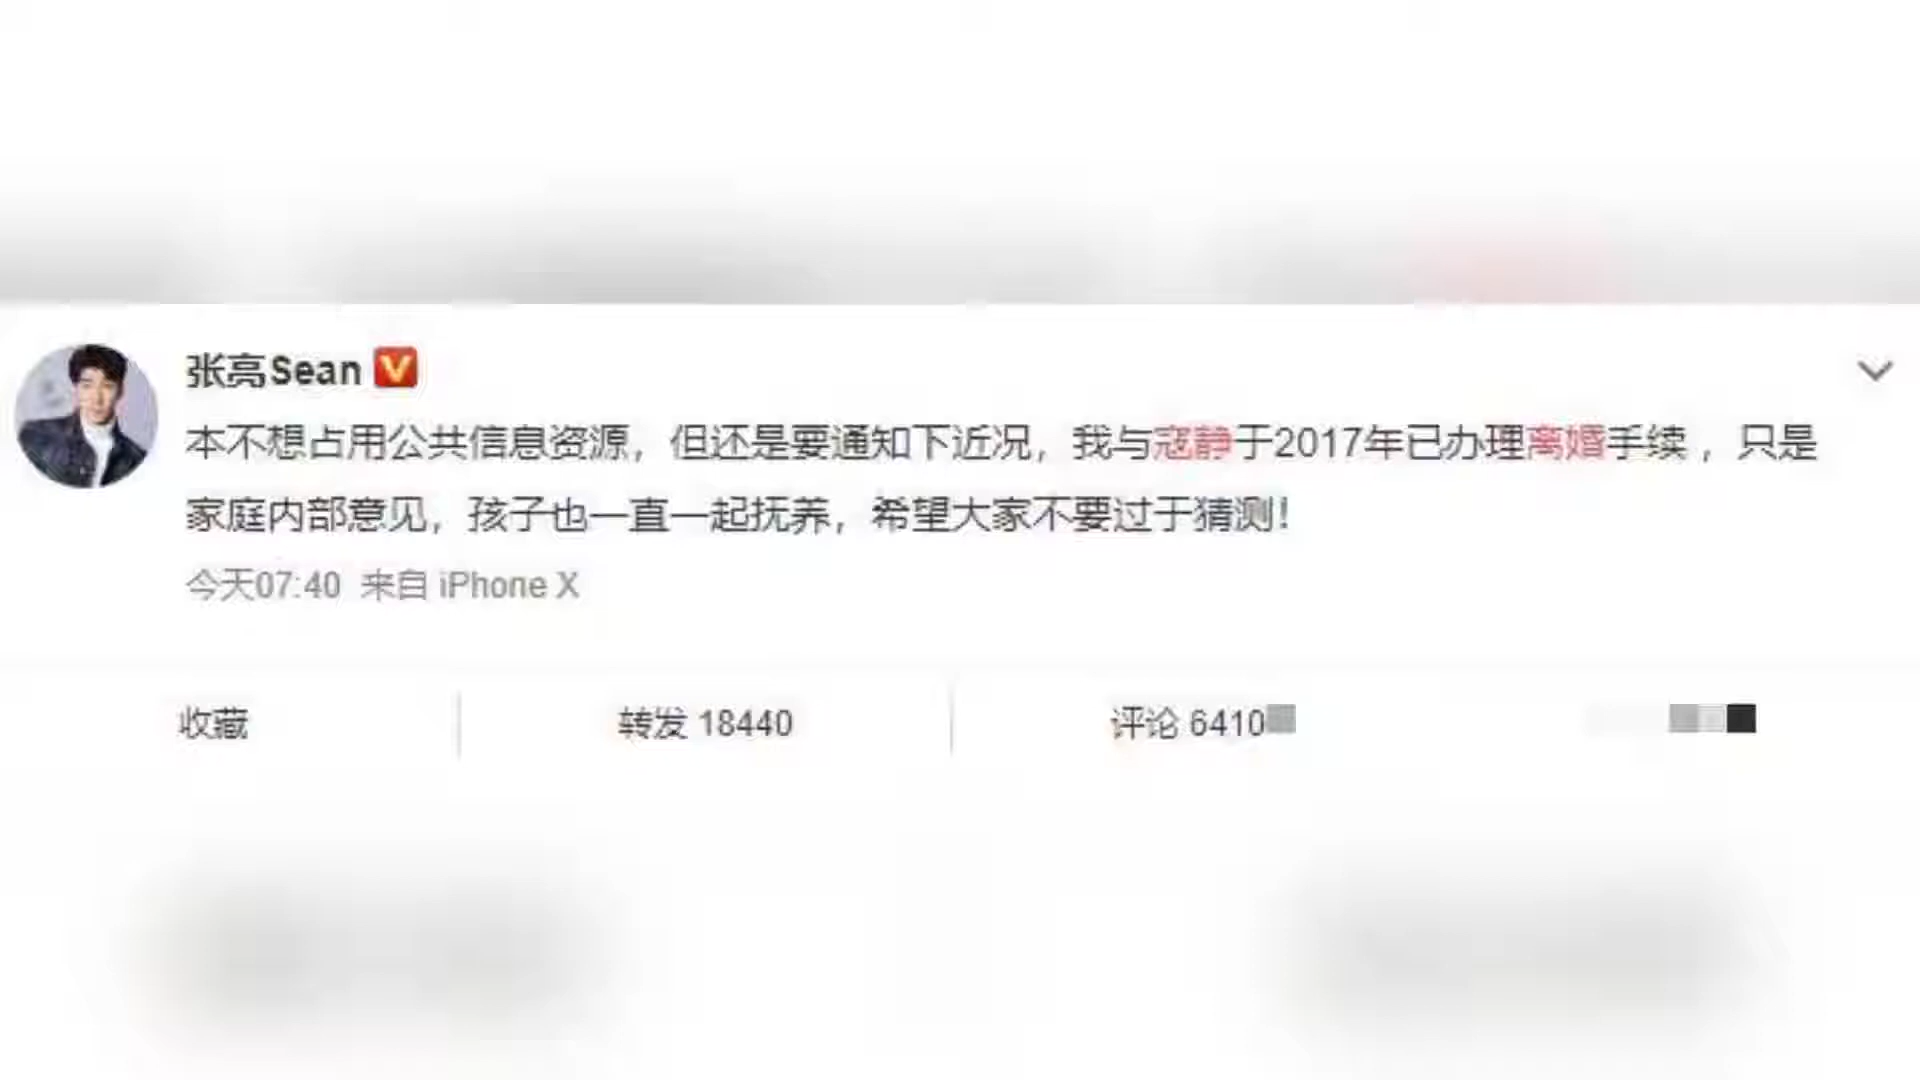 张亮Sean
本不想占用公共信息资源，但还是要通知下近况，我与寇静于2017年已办理离婚手续，只是
家庭内部意见，孩子也一直一起抚养，希望大家不要过于猜测！
今天07:40 来自 iPhone X
收藏
转发 18440
评论 6410